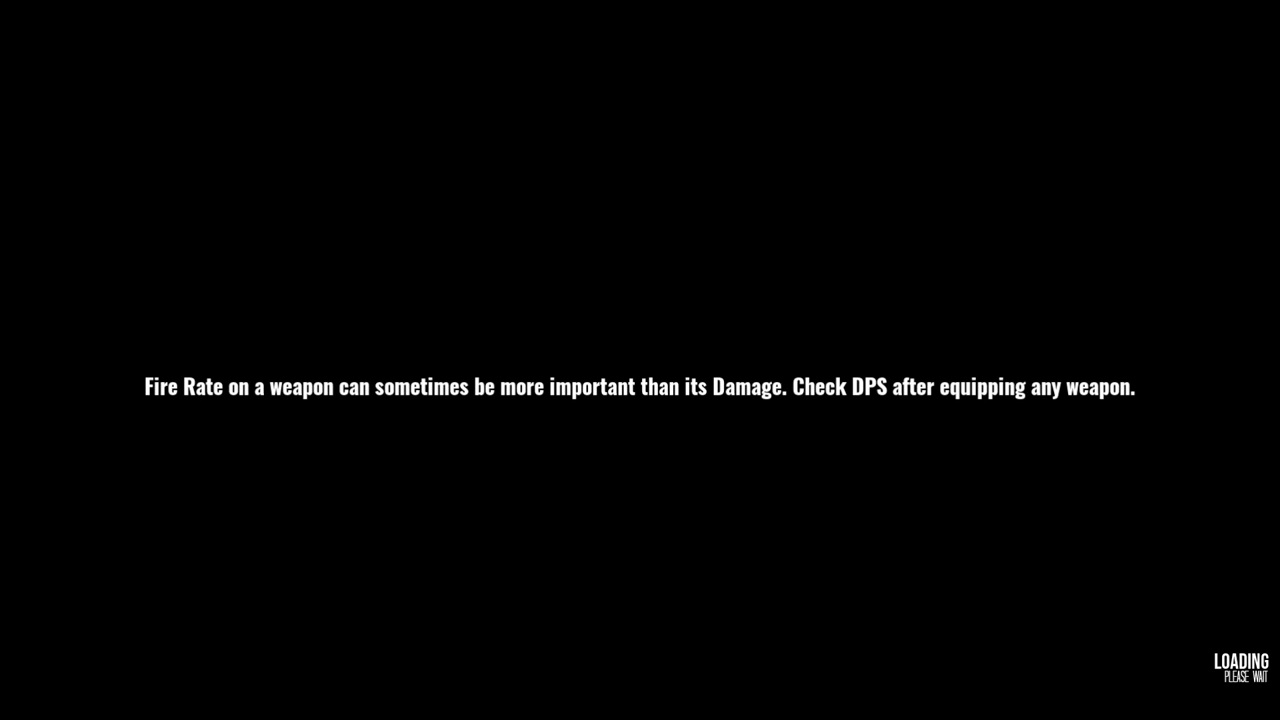 Fire Rate on a weapon can sometimes be more important than its Damage. Check DPS after equipping any weapon.
LOADING
PLEASE WAIT